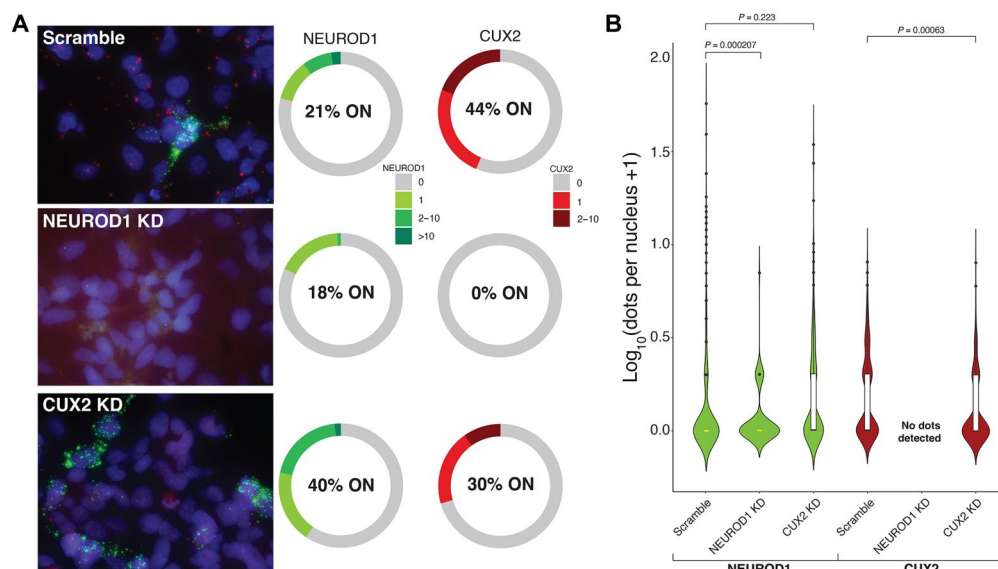 A
Scramble
NEUROD1
CUX2
21% ON
44% ON
NEUROD1
0
1
2–10
>10
CUX2
0
1
2–10
NEUROD1 KD
18% ON
0% ON
CUX2 KD
40% ON
30% ON
B
P = 0.223
P = 0.000207
P = 0.00063
Log10(dots per nucleus +1)
2.0
1.5
1.0
0.5
0.0
No dots
detected
Scramble
NEUROD1 KD
CUX2 KD
Scramble
NEUROD1 KD
CUX2 KD
NEUROD1
CUX2